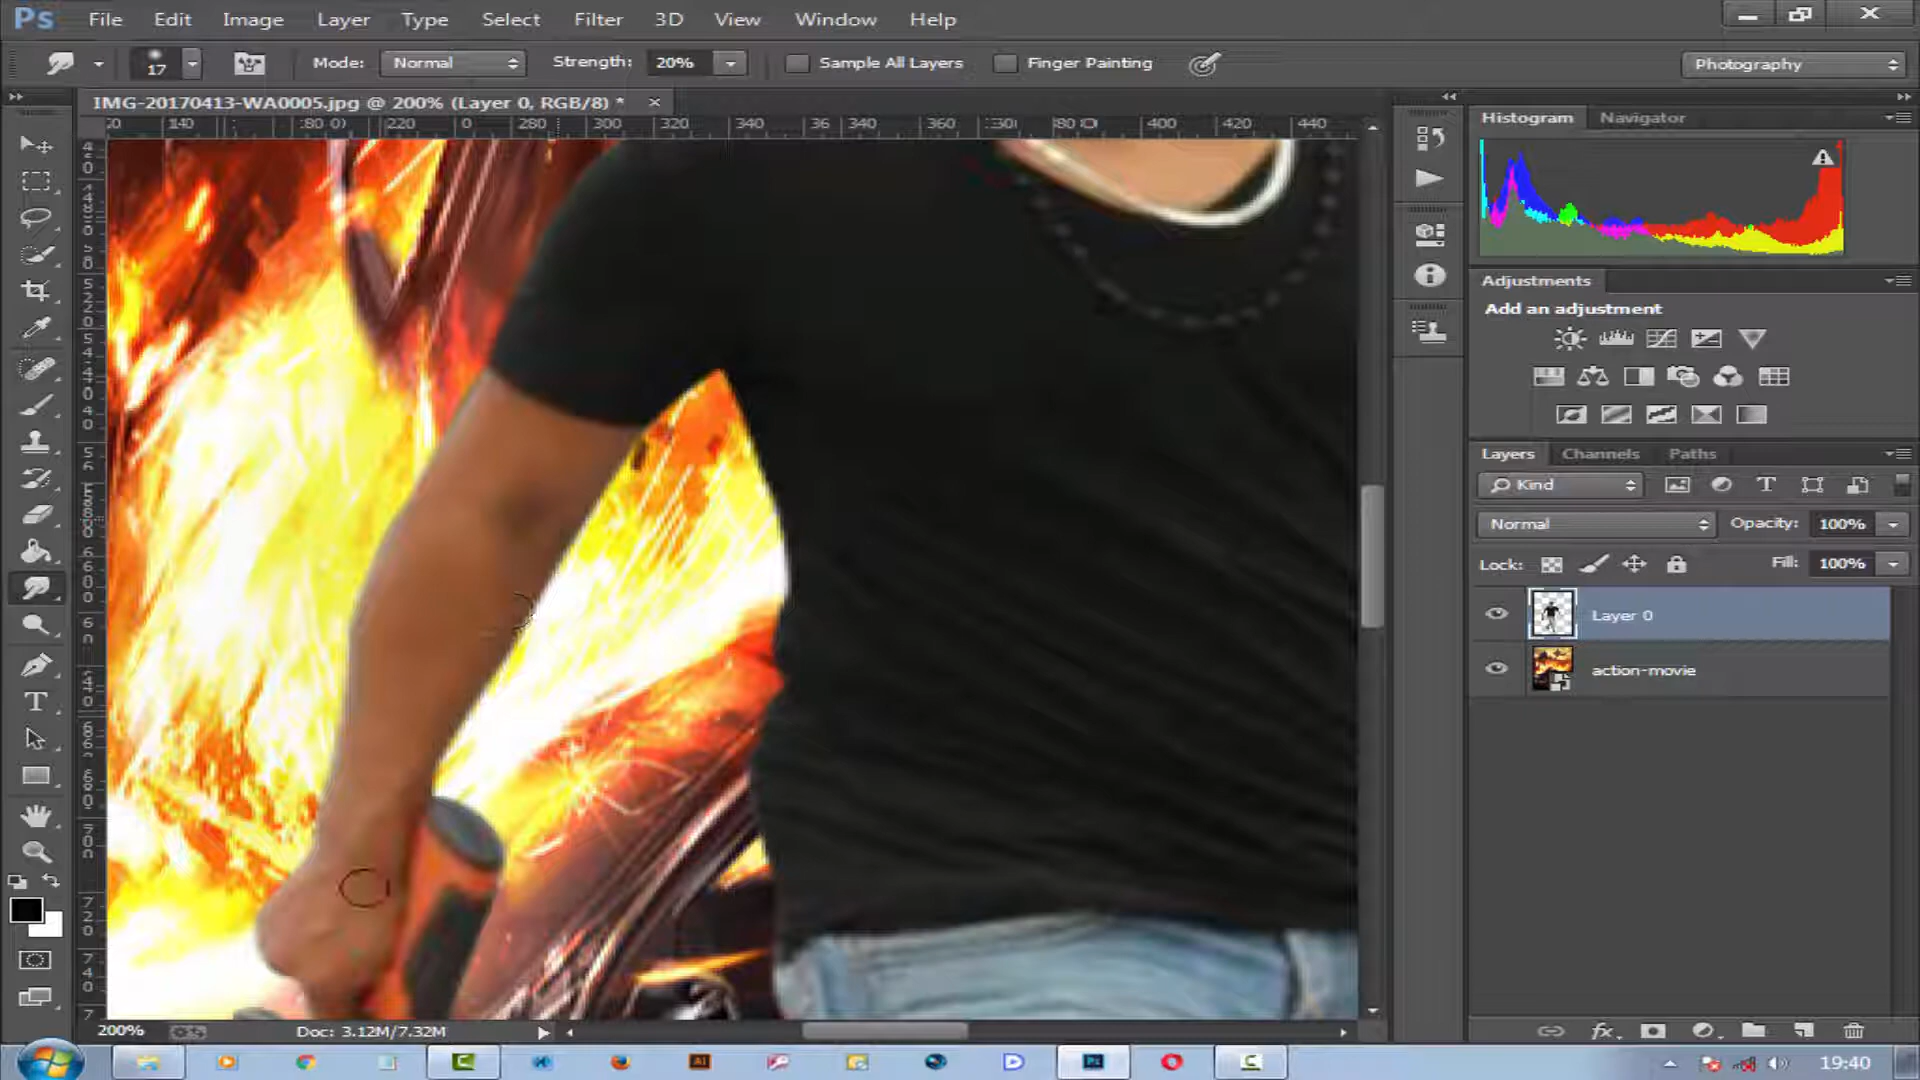 Ps File Edit Image Layer Type Select Filter 3D View Window Help
17 Mode: Normal Strength: 20% Sample All Layers Finger Painting Photography
IMG-20170413-WA0005.jpg @ 200% (Layer 0, RGB/8) *
Histogram Navigator
Adjustments
Add an adjustment
Layers Channels Paths
Kind
Normal Opacity: 100%
Lock: Fill: 100%
Layer 0
action-movie
fx
200% Doc: 3.12M/7.32M
Ai Ps 19:40